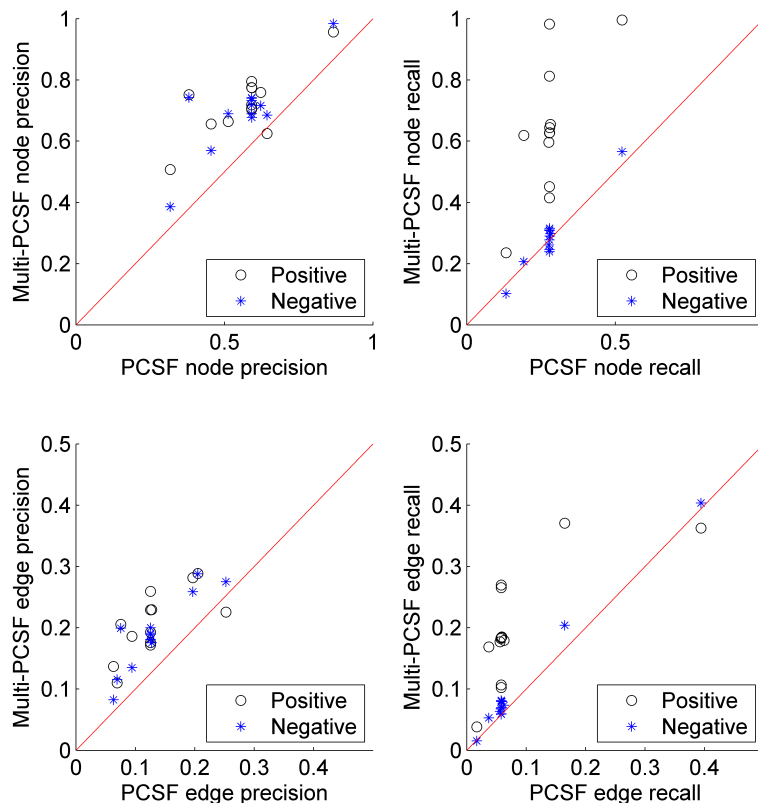 1
0.8
0.6
0.4
0.2
0
0
0.5
1
Multi-PCSF node precision
PCSF node precision
Positive
Negative
1
0.8
0.6
0.4
0.2
0
0
0.5
Multi-PCSF node recall
PCSF node recall
Positive
Negative
0.5
0.4
0.3
0.2
0.1
0
0
0.1
0.2
0.3
0.4
Multi-PCSF edge precision
PCSF edge precision
Positive
Negative
0.5
0.4
0.3
0.2
0.1
0
0
0.1
0.2
0.3
0.4
Multi-PCSF edge recall
PCSF edge recall
Positive
Negative